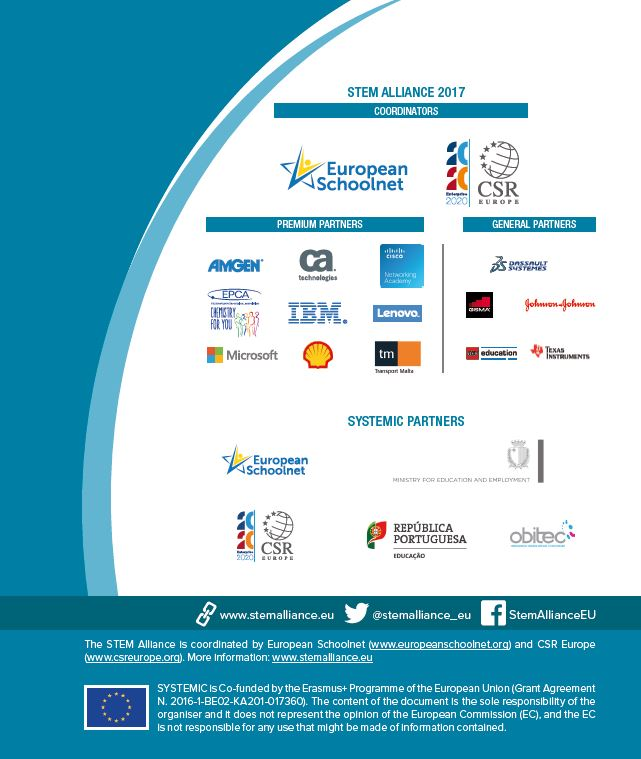 STEM ALLIANCE 2017
COORDINATORS
European
Schoolnet
2020
Enterprise
2020
CSR
EUROPE
PREMIUM PARTNERS
GENERAL PARTNERS
AMGEN®
ca.
technologies
CISCO
Networking
Academy
DASSAULT
SYSTEMES
EPCA
CHEMISTRY
FOR YOU
IBM®
Lenovo
GSMA
Johnson & Johnson
Microsoft
tm
Transport Malta
education
TEXAS
INSTRUMENTS
SYSTEMIC PARTNERS
European
Schoolnet
MINISTRY FOR EDUCATION AND EMPLOYMENT
2020
Enterprise
2020
CSR
EUROPE
REPÚBLICA
PORTUGUESA
EDUCAÇÃO
obitec
www.stemalliance.eu
@stemalliance_eu
StemAllianceEU
The STEM Alliance is coordinated by European Schoolnet (www.europeanschoolnet.org) and CSR Europe
(www.csreurope.org). More information: www.stemalliance.eu
SYSTEMIC is Co-funded by the Erasmus+ Programme of the European Union (Grant Agreement
N. 2016-1-BE02-KA201-017360). The content of the document is the sole responsibility of the
organiser and it does not represent the opinion of the European Commission (EC), and the EC
is not responsible for any use that might be made of information contained.